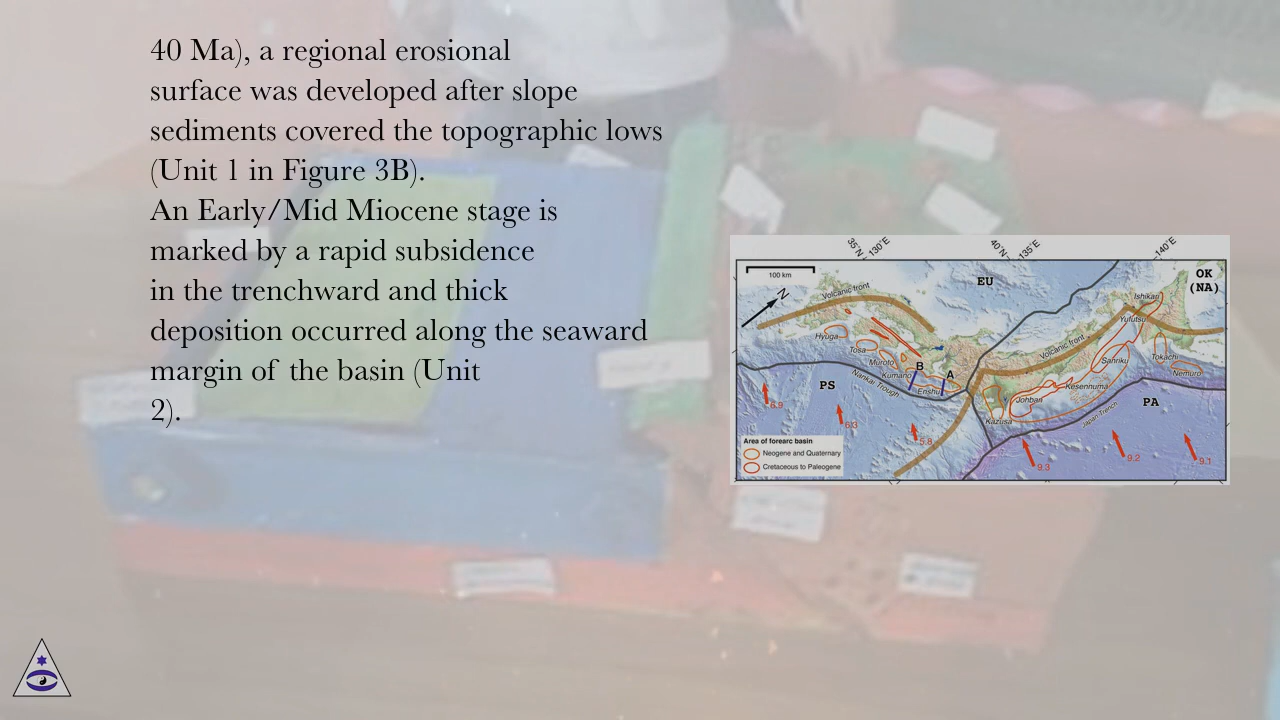 40 Ma), a regional erosional
surface was developed after slope
sediments covered the topographic lows
(Unit 1 in Figure 3B).
An Early/Mid Miocene stage is
marked by a rapid subsidence
in the trenchward and thick
deposition occurred along the seaward
margin of the basin (Unit
2).
35°N
130°E
40°N
135°E
140°E
100 km
N
EU
OK
(NA)
Volcanic front
Ishikari
Yufutsu
Hyuga
Tosa
Muroto
Kumano
B
A
Enshu
Volcanic front
Sanriku
Tokachi
Nemuro
Kesennuma
Johban
Kazusa
PS
Nankai Trough
Japan Trench
PA
6.9
6.3
5.8
9.3
9.2
9.1
Area of forearc basin
Neogene and Quaternary
Cretaceous to Paleogene